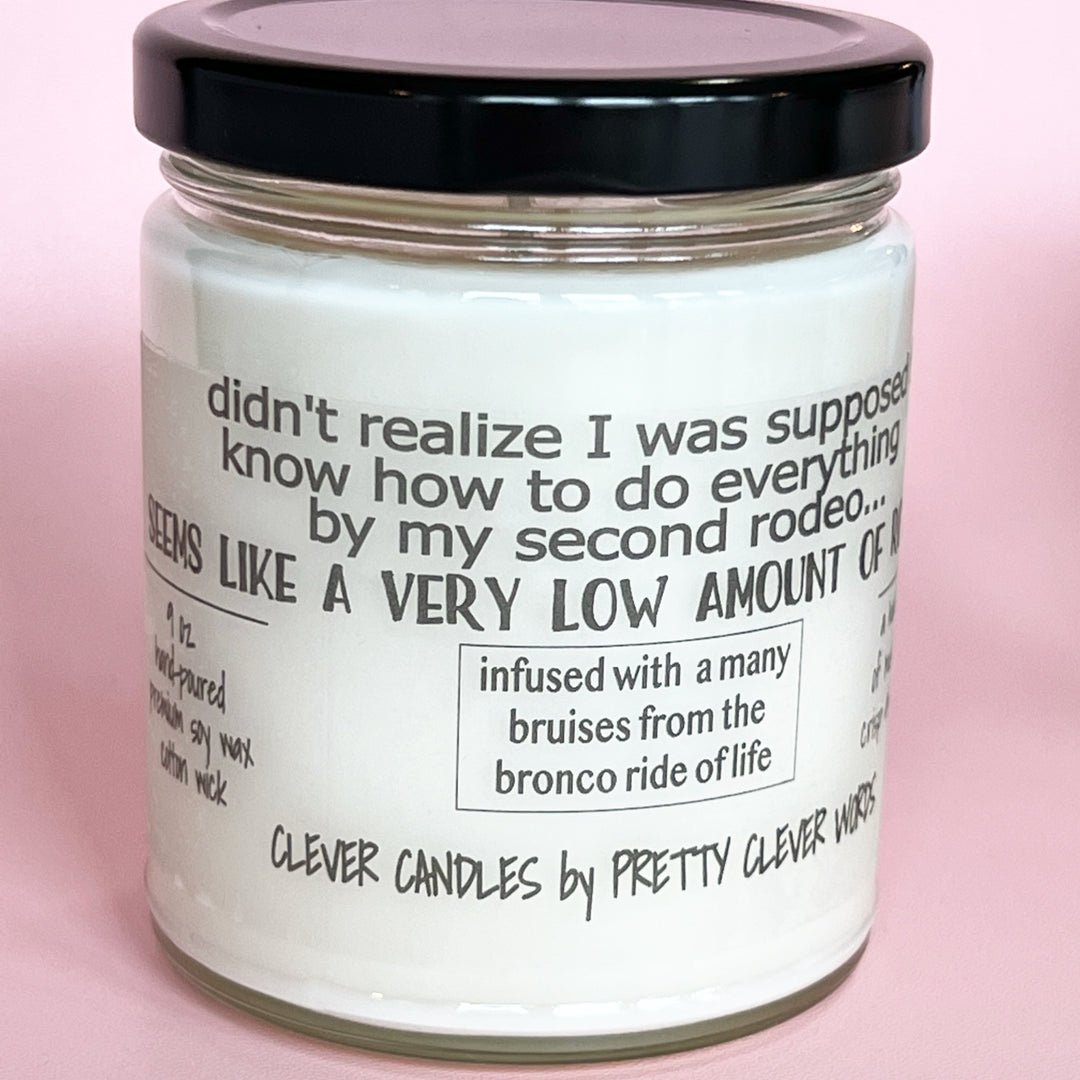 didn't realize I was supposed
know how to do everything
by my second rodeo...
SEEMS LIKE A VERY LOW AMOUNT OF
infused with a many
bruises from the
bronco ride of life
9 oz
hand-poured
premium soy wax
cotton wick
of
CLEVER CANDLES by PRETTY CLEVER WORDS